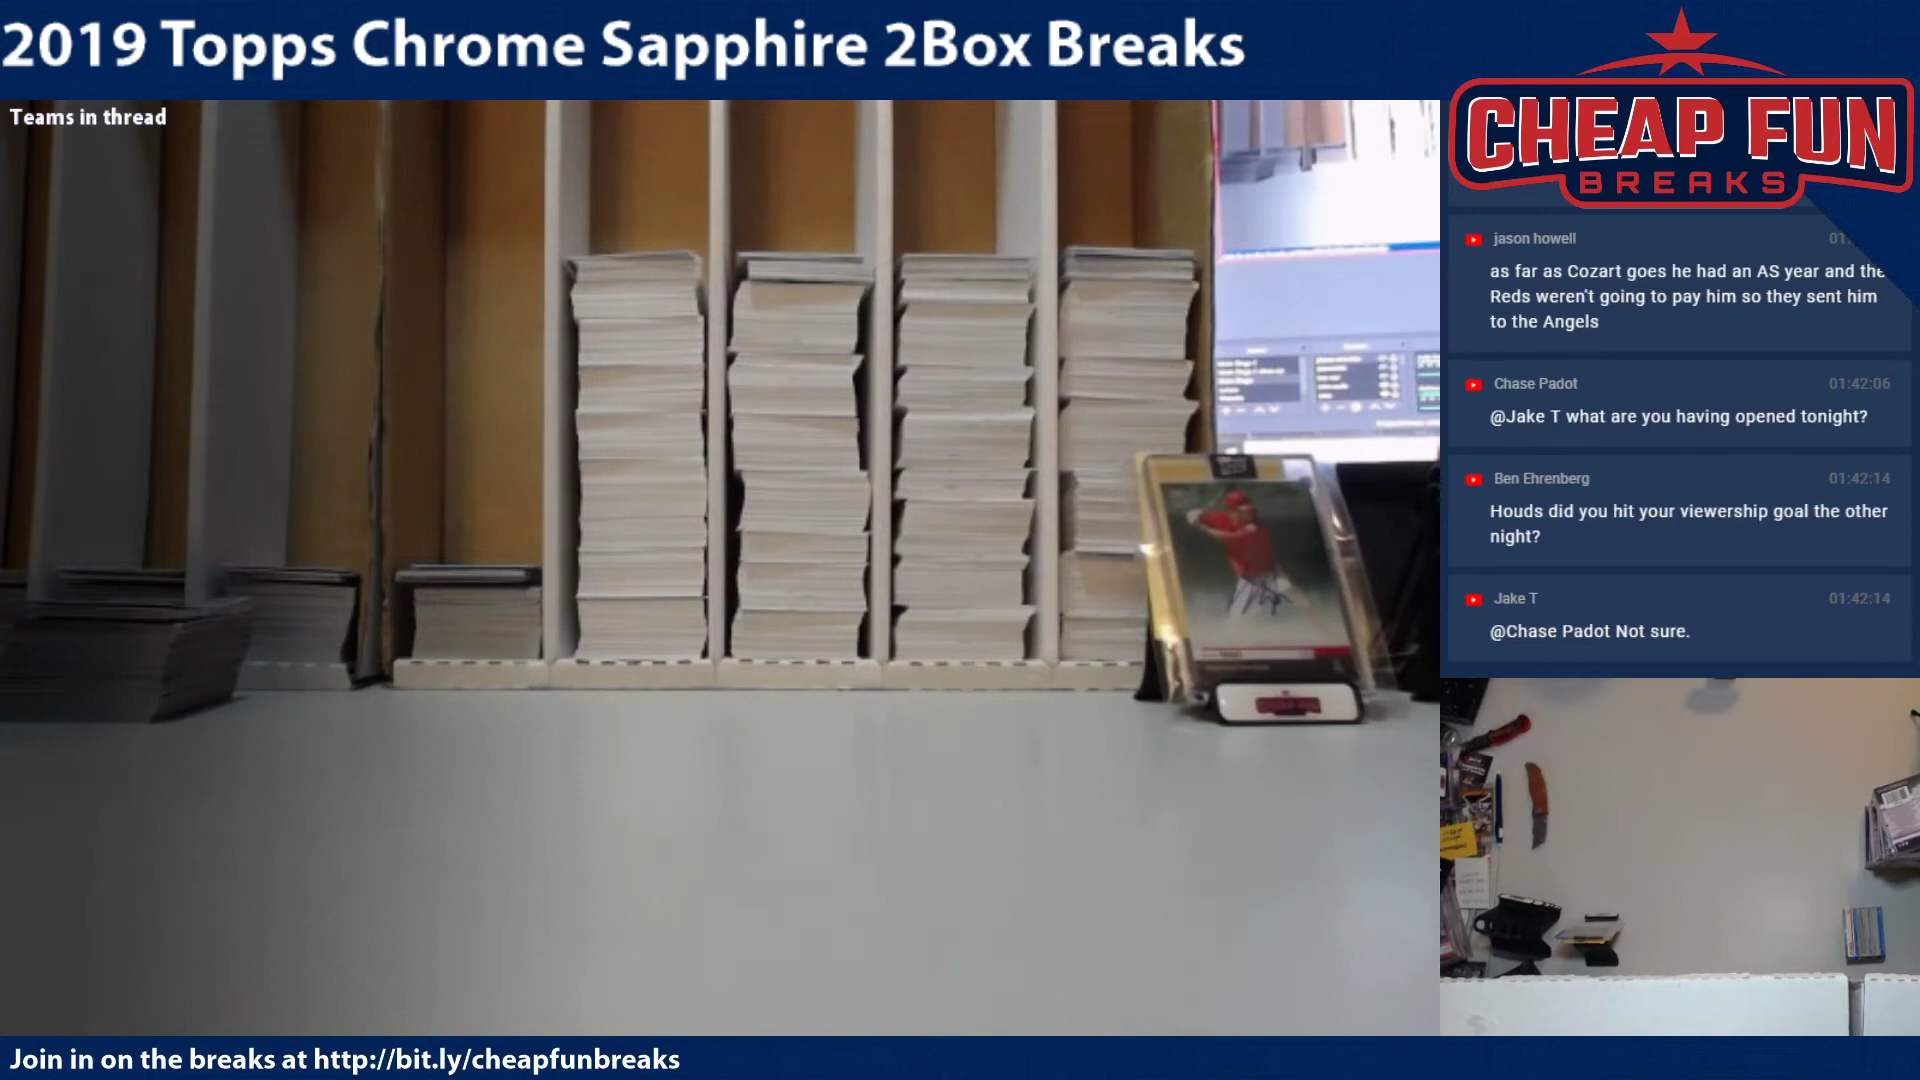 2019 Topps Chrome Sapphire 2Box Breaks
Teams in thread
CHEAP FUN
BREAKS
jason howell
01:
as far as Cozart goes he had an AS year and the
Reds weren't going to pay him so they sent him
to the Angels
Chase Padot
01:42:06
@Jake T what are you having opened tonight?
Ben Ehrenberg
01:42:14
Houds did you hit your viewership goal the other
night?
Jake T
01:42:14
@Chase Padot Not sure.
Join in on the breaks at http://bit.ly/cheapfunbreaks